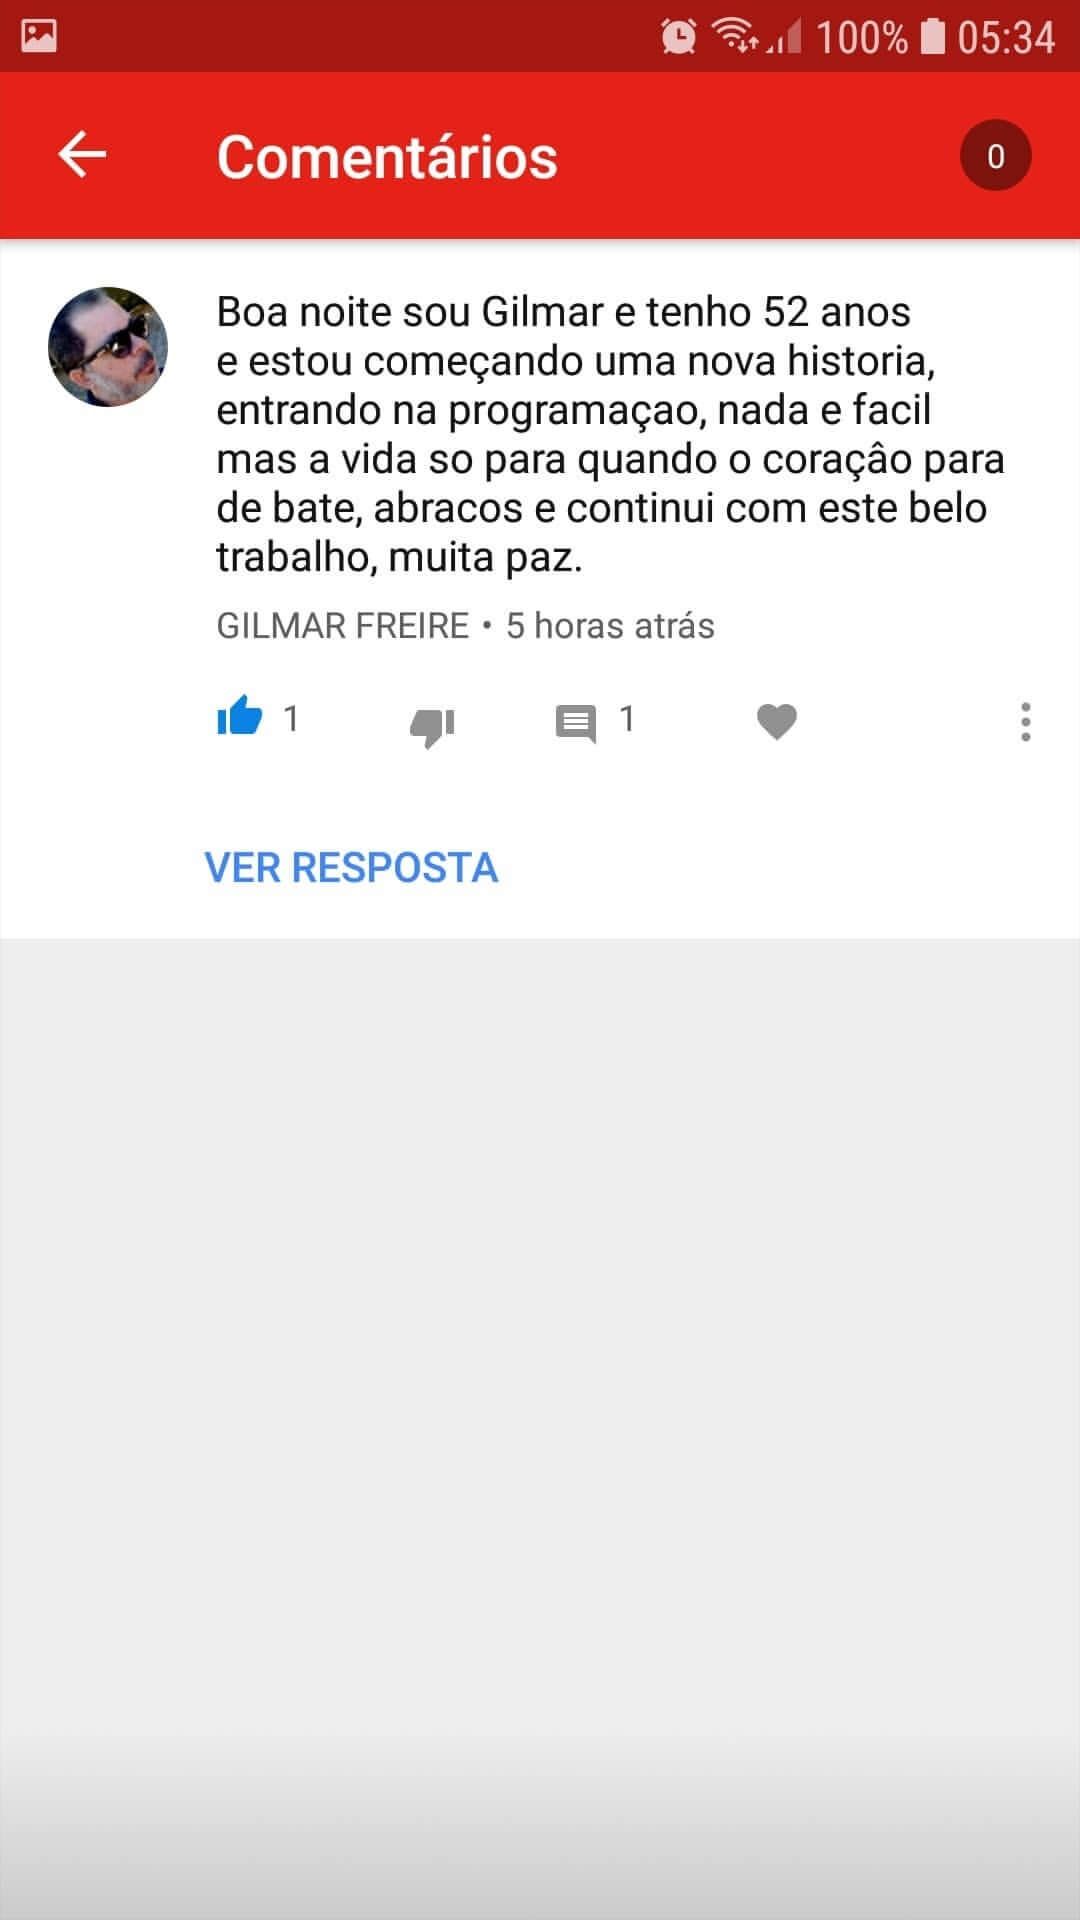 100% 05:34
Comentários 0
Boa noite sou Gilmar e tenho 52 anos
e estou começando uma nova historia,
entrando na programaçao, nada e facil
mas a vida so para quando o coraçâo para
de bate, abracos e continui com este belo
trabalho, muita paz.
GILMAR FREIRE • 5 horas atrás
1 1
VER RESPOSTA